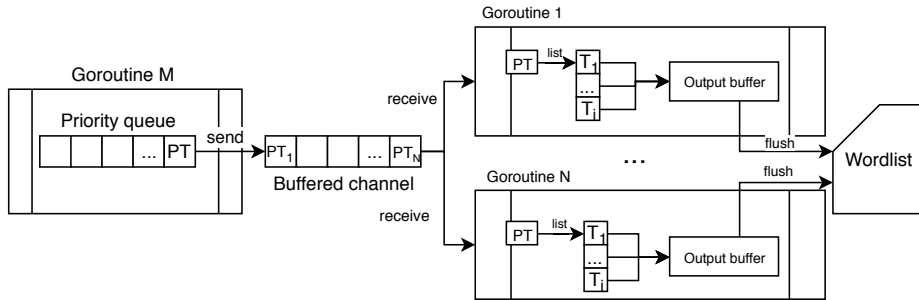 Goroutine M
Priority queue
... PT
send
PT1 ... PTN
Buffered channel
receive
receive
Goroutine 1
PT
list
T1
...
Ti
Output buffer
flush
...
Goroutine N
PT
list
T1
...
Ti
Output buffer
flush
Wordlist